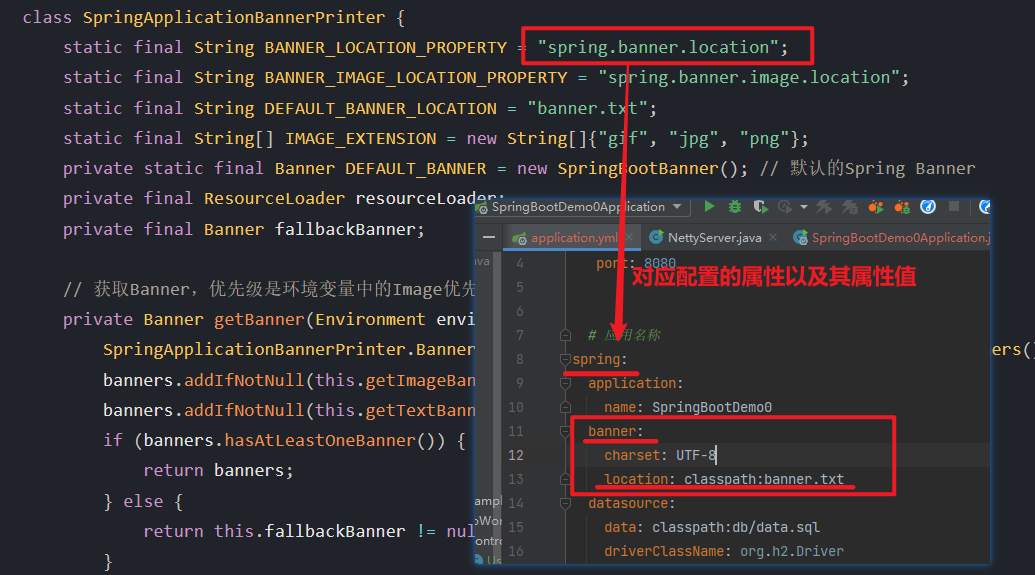 class SpringApplicationBannerPrinter {
static final String BANNER_LOCATION_PROPERTY = "spring.banner.location";
static final String BANNER_IMAGE_LOCATION_PROPERTY = "spring.banner.image.location";
static final String DEFAULT_BANNER_LOCATION = "banner.txt";
static final String[] IMAGE_EXTENSION = new String[]{"gif", "jpg", "png"};
private static final Banner DEFAULT_BANNER = new SpringBootBanner(); // 默认的Spring Banner
private final ResourceLoader resourceLoader;
private final Banner fallbackBanner;
// 获取Banner，优先级是环境变量中的Image优先
private Banner getBanner(Environment envi
SpringApplicationBannerPrinter.Banner
ers()
banners.addIfNotNull(this.getImageBan
banners.addIfNotNull(this.getTextBann
if (banners.hasAtLeastOneBanner()) {
return banners;
} else {
return this.fallbackBanner != nul
}
SpringBootDemo0Application
application.yml
NettyServer.java
SpringBootDemo0Application.j
ava
4 port: 8080
对应配置的属性以及其属性值
5
6
7 # 应用名称
8 spring:
9 application:
10 name: SpringBootDemo0
11 banner:
12 charset: UTF-8
13 location: classpath:banner.txt
14 datasource:
15 data: classpath:db/data.sql
16 driverClassName: org.h2.Driver
ampl
oWor
ontro
Us